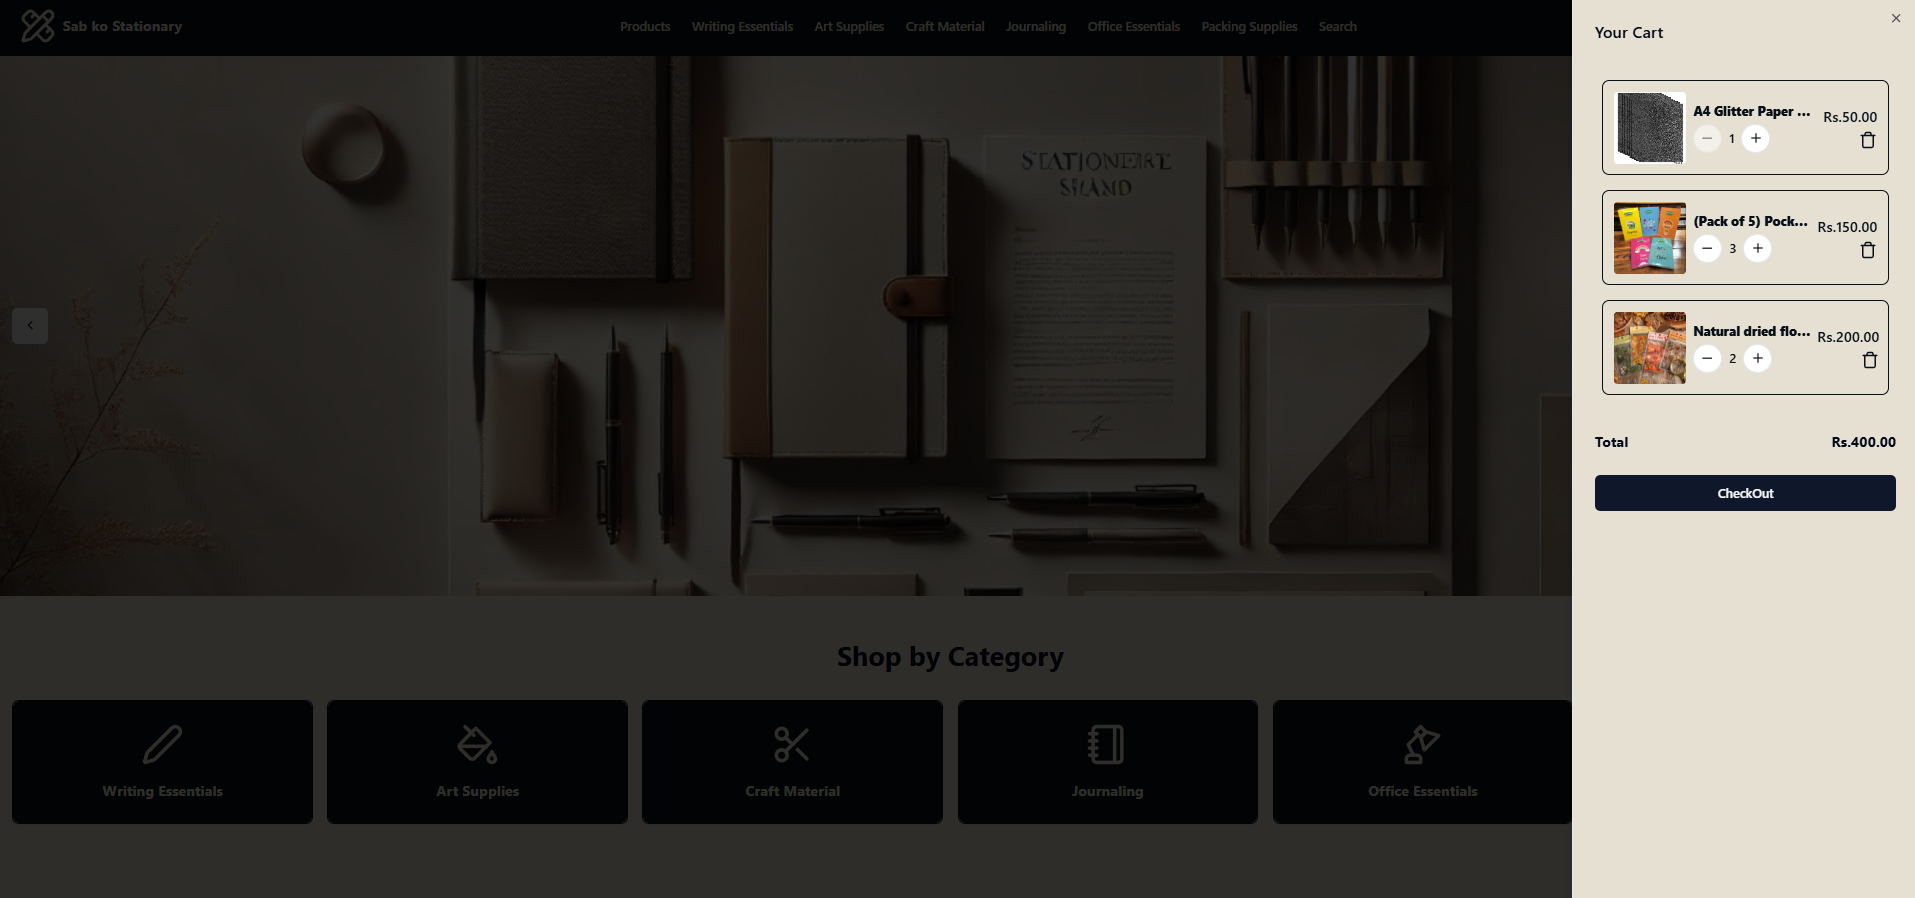 Sab ko Stationary
Products Writing Essentials Art Supplies Craft Material Journaling Office Essentials Packing Supplies Search
STATIONERE
SHAND
Shop by Category
Writing Essentials
Art Supplies
Craft Material
Journaling
Office Essentials
Your Cart
A4 Glitter Paper ... Rs.50.00
1
(Pack of 5) Pock... Rs.150.00
3
Natural dried flo... Rs.200.00
2
Total Rs.400.00
CheckOut